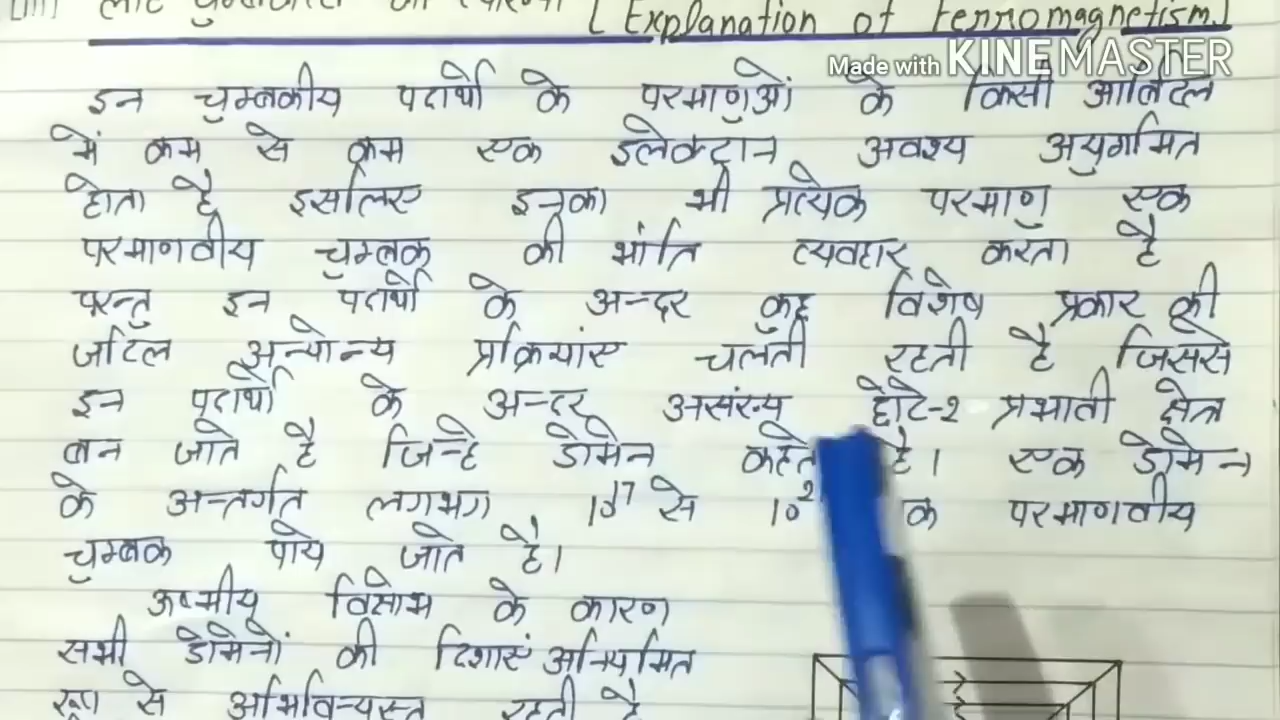 लौह चुम्बकत्व की व्याख्या [Explanation of ferromagnetism]
Made with KINEMASTER
इन चुम्बकीय पदार्थो के परमाणुओं के किसी आर्बिटल
में कम से कम एक इलेक्ट्रान अवश्य अयुगमित
होता है इसलिए इनका भी प्रत्येक परमाणु एक
परमाणवीय चुम्बक की भांति व्यवहार करता है
परन्तु इन पदार्थो के अन्दर कुछ विशेष प्रकार की
जटिल अन्योन्य प्रक्रियांए चलती रहती है जिससे
इन पदार्थो के अन्दर असंख्य छोटे-२ प्रभावी क्षेत्र
बन जाते है जिन्हे डोमेन कहते है। एक डोमेन
के अन्तर्गत लगभग 10¹⁷ से परमाणवीय
चुम्बक पाये जाते है।
ऊष्मीय विक्षोभ के कारण
सभी डोमेनों की दिशाएं अनियमित
रूप से अभिविन्यस्त रहती है